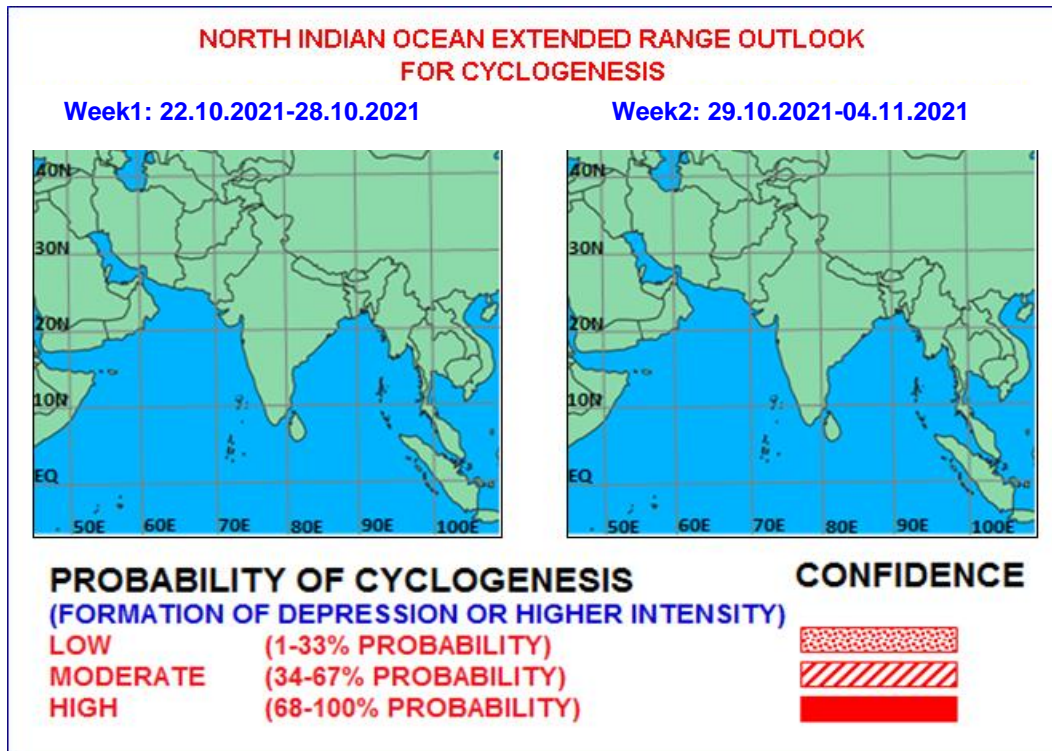 NORTH INDIAN OCEAN EXTENDED RANGE OUTLOOK
FOR CYCLOGENESIS
Week1: 22.10.2021-28.10.2021
Week2: 29.10.2021-04.11.2021
40N
30N
20N
10N
EQ
50E 60E 70E 80E 90E 100E
40N
30N
20N
10N
EQ
50E 60E 70E 80E 90E 100E
PROBABILITY OF CYCLOGENESIS CONFIDENCE
(FORMATION OF DEPRESSION OR HIGHER INTENSITY)
LOW (1-33% PROBABILITY)
MODERATE (34-67% PROBABILITY)
HIGH (68-100% PROBABILITY)